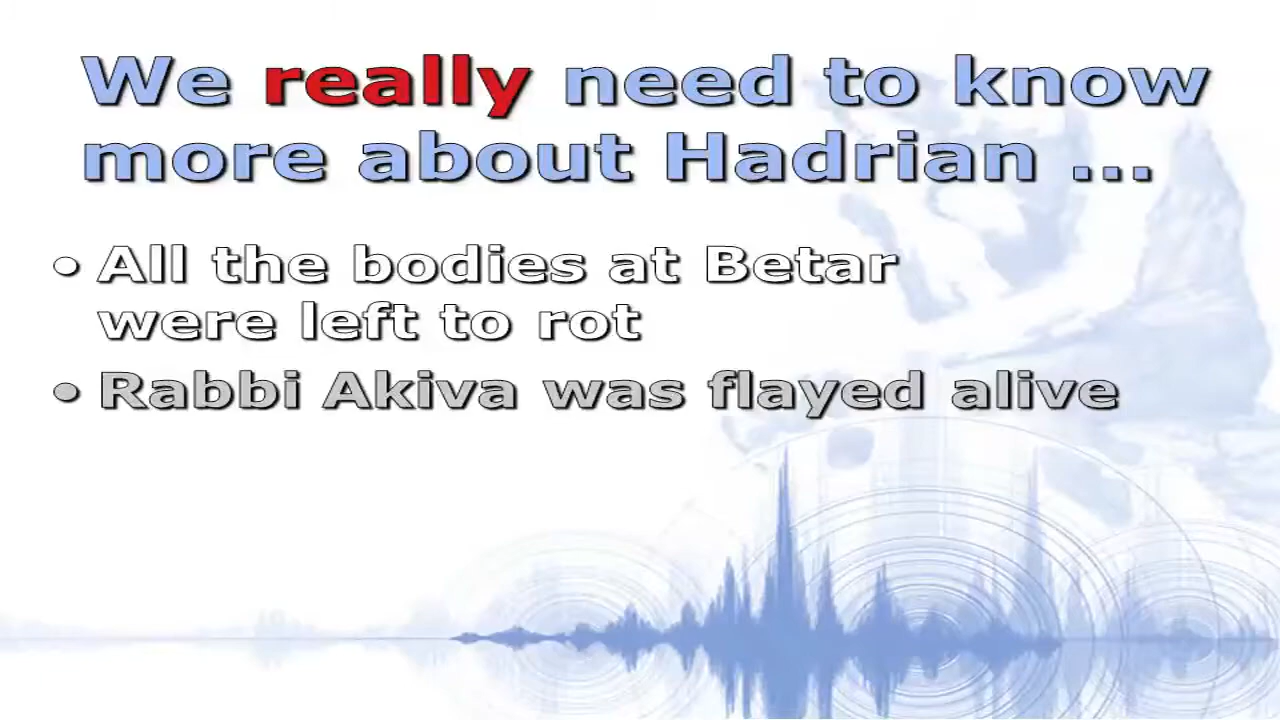 We really need to know
more about Hadrian ...
• All the bodies at Betar
were left to rot
• Rabbi Akiva was flayed alive